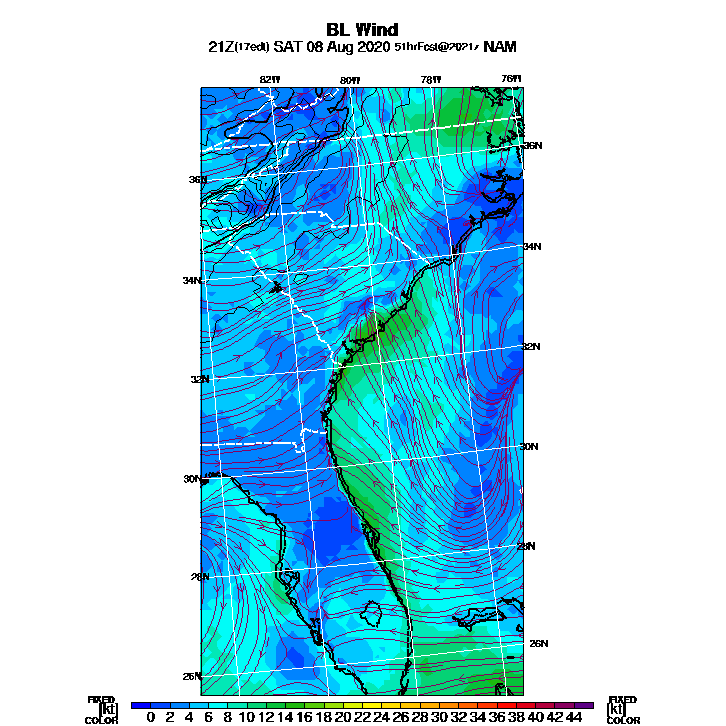 BL Wind
21Z(17edt) SAT 08 Aug 2020 51hrFcst@2021z NAM
82W 80W 78W 76W
36N
36N
34N
34N
32N
32N
30N
30N
28N
28N
26N
26N
FIXED FIXED
[kt] 0 2 4 6 8 10 12 14 16 18 20 22 24 26 28 30 32 34 36 38 40 42 44 [kt]
COLOR COLOR